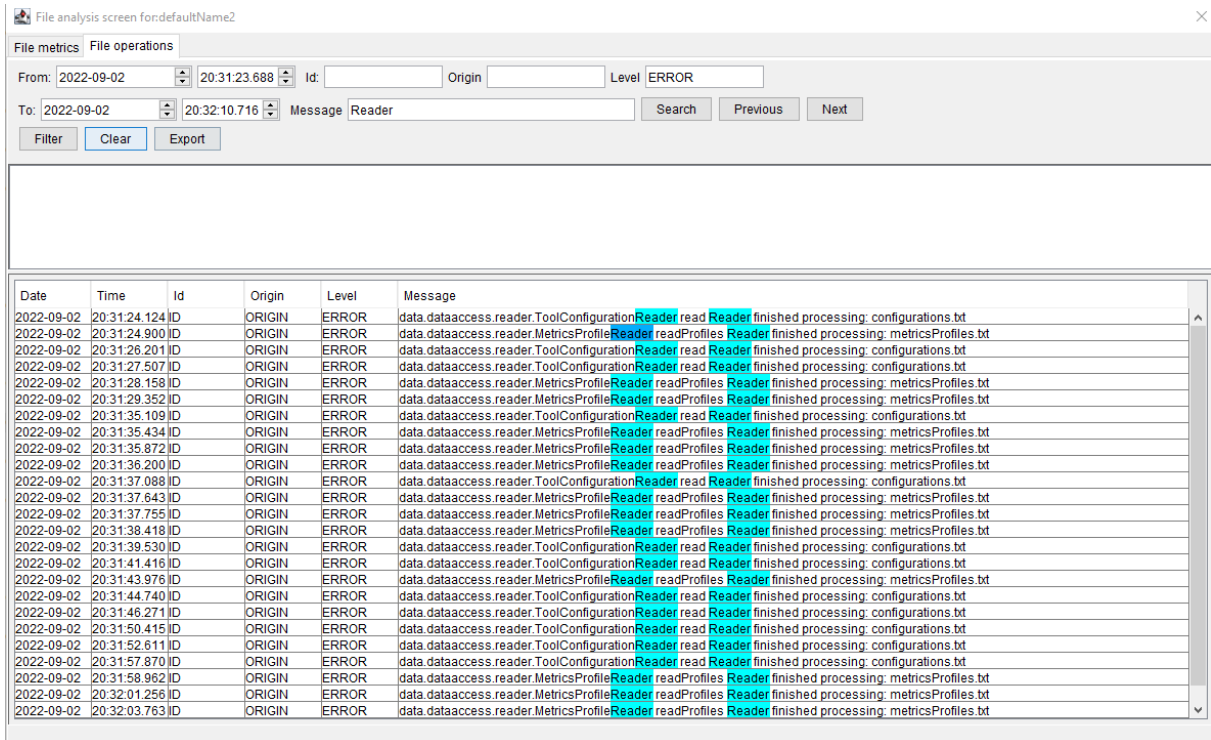 File analysis screen for:defaultName2
File metrics File operations
From: 2022-09-02 20:31:23.688 Id: Origin Level ERROR
To: 2022-09-02 20:32:10.716 Message Reader Search Previous Next
Filter Clear Export
Date Time Id Origin Level Message
2022-09-02 20:31:24.124 ID ORIGIN ERROR data.dataaccess.reader.ToolConfigurationReader read Reader finished processing: configurations.txt
2022-09-02 20:31:24.900 ID ORIGIN ERROR data.dataaccess.reader.MetricsProfileReader readProfiles Reader finished processing: metricsProfiles.txt
2022-09-02 20:31:26.201 ID ORIGIN ERROR data.dataaccess.reader.ToolConfigurationReader read Reader finished processing: configurations.txt
2022-09-02 20:31:27.507 ID ORIGIN ERROR data.dataaccess.reader.ToolConfigurationReader read Reader finished processing: configurations.txt
2022-09-02 20:31:28.158 ID ORIGIN ERROR data.dataaccess.reader.MetricsProfileReader readProfiles Reader finished processing: metricsProfiles.txt
2022-09-02 20:31:29.352 ID ORIGIN ERROR data.dataaccess.reader.MetricsProfileReader readProfiles Reader finished processing: metricsProfiles.txt
2022-09-02 20:31:35.109 ID ORIGIN ERROR data.dataaccess.reader.ToolConfigurationReader read Reader finished processing: configurations.txt
2022-09-02 20:31:35.434 ID ORIGIN ERROR data.dataaccess.reader.MetricsProfileReader readProfiles Reader finished processing: metricsProfiles.txt
2022-09-02 20:31:35.872 ID ORIGIN ERROR data.dataaccess.reader.MetricsProfileReader readProfiles Reader finished processing: metricsProfiles.txt
2022-09-02 20:31:36.200 ID ORIGIN ERROR data.dataaccess.reader.MetricsProfileReader readProfiles Reader finished processing: metricsProfiles.txt
2022-09-02 20:31:37.088 ID ORIGIN ERROR data.dataaccess.reader.ToolConfigurationReader read Reader finished processing: configurations.txt
2022-09-02 20:31:37.643 ID ORIGIN ERROR data.dataaccess.reader.MetricsProfileReader readProfiles Reader finished processing: metricsProfiles.txt
2022-09-02 20:31:37.755 ID ORIGIN ERROR data.dataaccess.reader.MetricsProfileReader readProfiles Reader finished processing: metricsProfiles.txt
2022-09-02 20:31:38.418 ID ORIGIN ERROR data.dataaccess.reader.MetricsProfileReader readProfiles Reader finished processing: metricsProfiles.txt
2022-09-02 20:31:39.530 ID ORIGIN ERROR data.dataaccess.reader.ToolConfigurationReader read Reader finished processing: configurations.txt
2022-09-02 20:31:41.416 ID ORIGIN ERROR data.dataaccess.reader.ToolConfigurationReader read Reader finished processing: configurations.txt
2022-09-02 20:31:43.976 ID ORIGIN ERROR data.dataaccess.reader.MetricsProfileReader readProfiles Reader finished processing: metricsProfiles.txt
2022-09-02 20:31:44.740 ID ORIGIN ERROR data.dataaccess.reader.ToolConfigurationReader read Reader finished processing: configurations.txt
2022-09-02 20:31:46.271 ID ORIGIN ERROR data.dataaccess.reader.ToolConfigurationReader read Reader finished processing: configurations.txt
2022-09-02 20:31:50.415 ID ORIGIN ERROR data.dataaccess.reader.ToolConfigurationReader read Reader finished processing: configurations.txt
2022-09-02 20:31:52.611 ID ORIGIN ERROR data.dataaccess.reader.ToolConfigurationReader read Reader finished processing: configurations.txt
2022-09-02 20:31:57.870 ID ORIGIN ERROR data.dataaccess.reader.ToolConfigurationReader read Reader finished processing: configurations.txt
2022-09-02 20:31:58.962 ID ORIGIN ERROR data.dataaccess.reader.MetricsProfileReader readProfiles Reader finished processing: metricsProfiles.txt
2022-09-02 20:32:01.256 ID ORIGIN ERROR data.dataaccess.reader.MetricsProfileReader readProfiles Reader finished processing: metricsProfiles.txt
2022-09-02 20:32:03.763 ID ORIGIN ERROR data.dataaccess.reader.MetricsProfileReader readProfiles Reader finished processing: metricsProfiles.txt